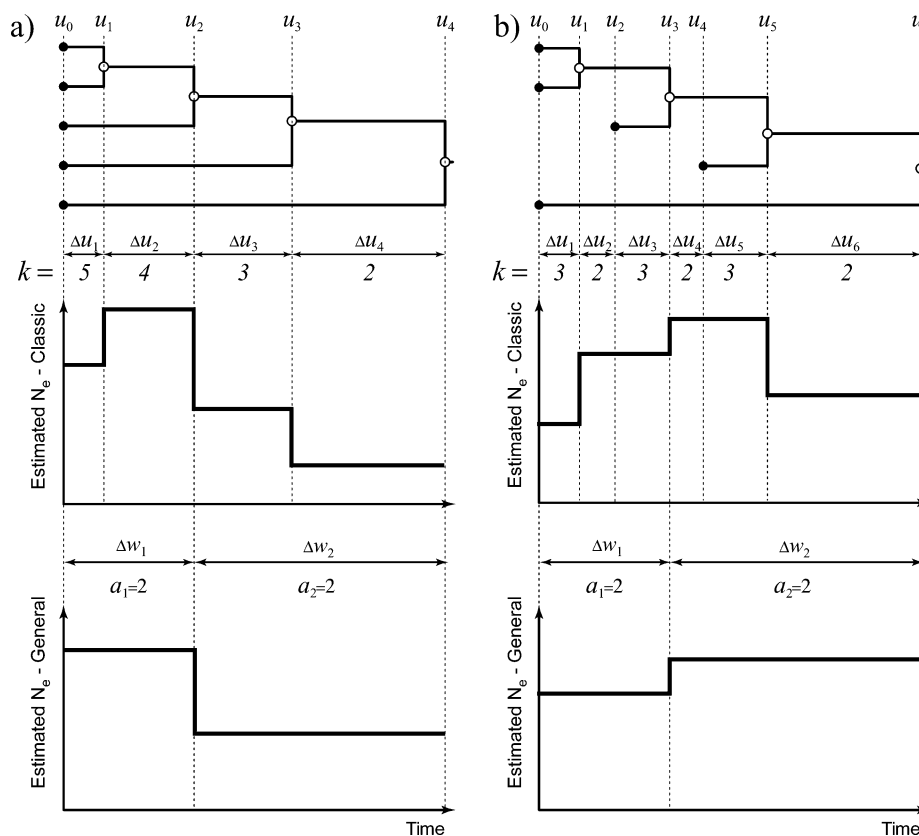 a) u₀ u₁ u₂ u₃ u₄
Δu₁ Δu₂ Δu₃ Δu₄
k = 5 4 3 2
Estimated Nₑ - Classic
Δw₁ Δw₂
a₁=2 a₂=2
Estimated Nₑ - General
Time
b) u₀ u₁ u₂ u₃ u₄ u₅
Δu₁ Δu₂ Δu₃ Δu₄ Δu₅ Δu₆
k = 3 2 3 2 3 2
Estimated Nₑ - Classic
Δw₁ Δw₂
a₁=2 a₂=2
Estimated Nₑ - General
Time